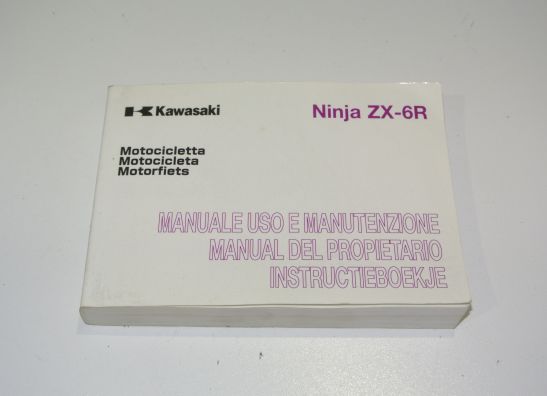 Kawasaki Ninja ZX-6R
Motocicletta
Motocicleta
Motorfiets
MANUALE USO E MANUTENZIONE
MANUAL DEL PROPIETARIO
INSTRUCTIEBOEKJE